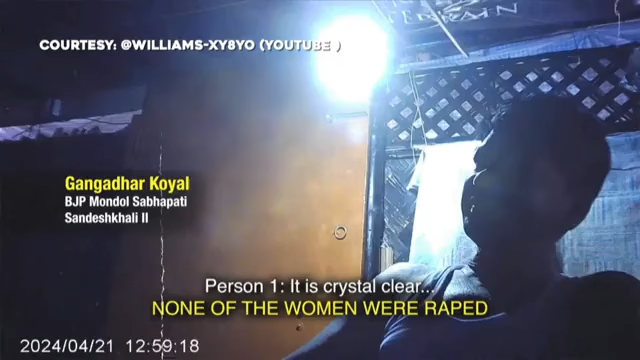 TERRAIN
COURTESY: @WILLIAMS-XY8YO (YOUTUBE )
Gangadhar Koyal
BJP Mondol Sabhapati
Sandeshkhali II
Person 1: It is crystal clear...
NONE OF THE WOMEN WERE RAPED
2024/04/21 12:59:18